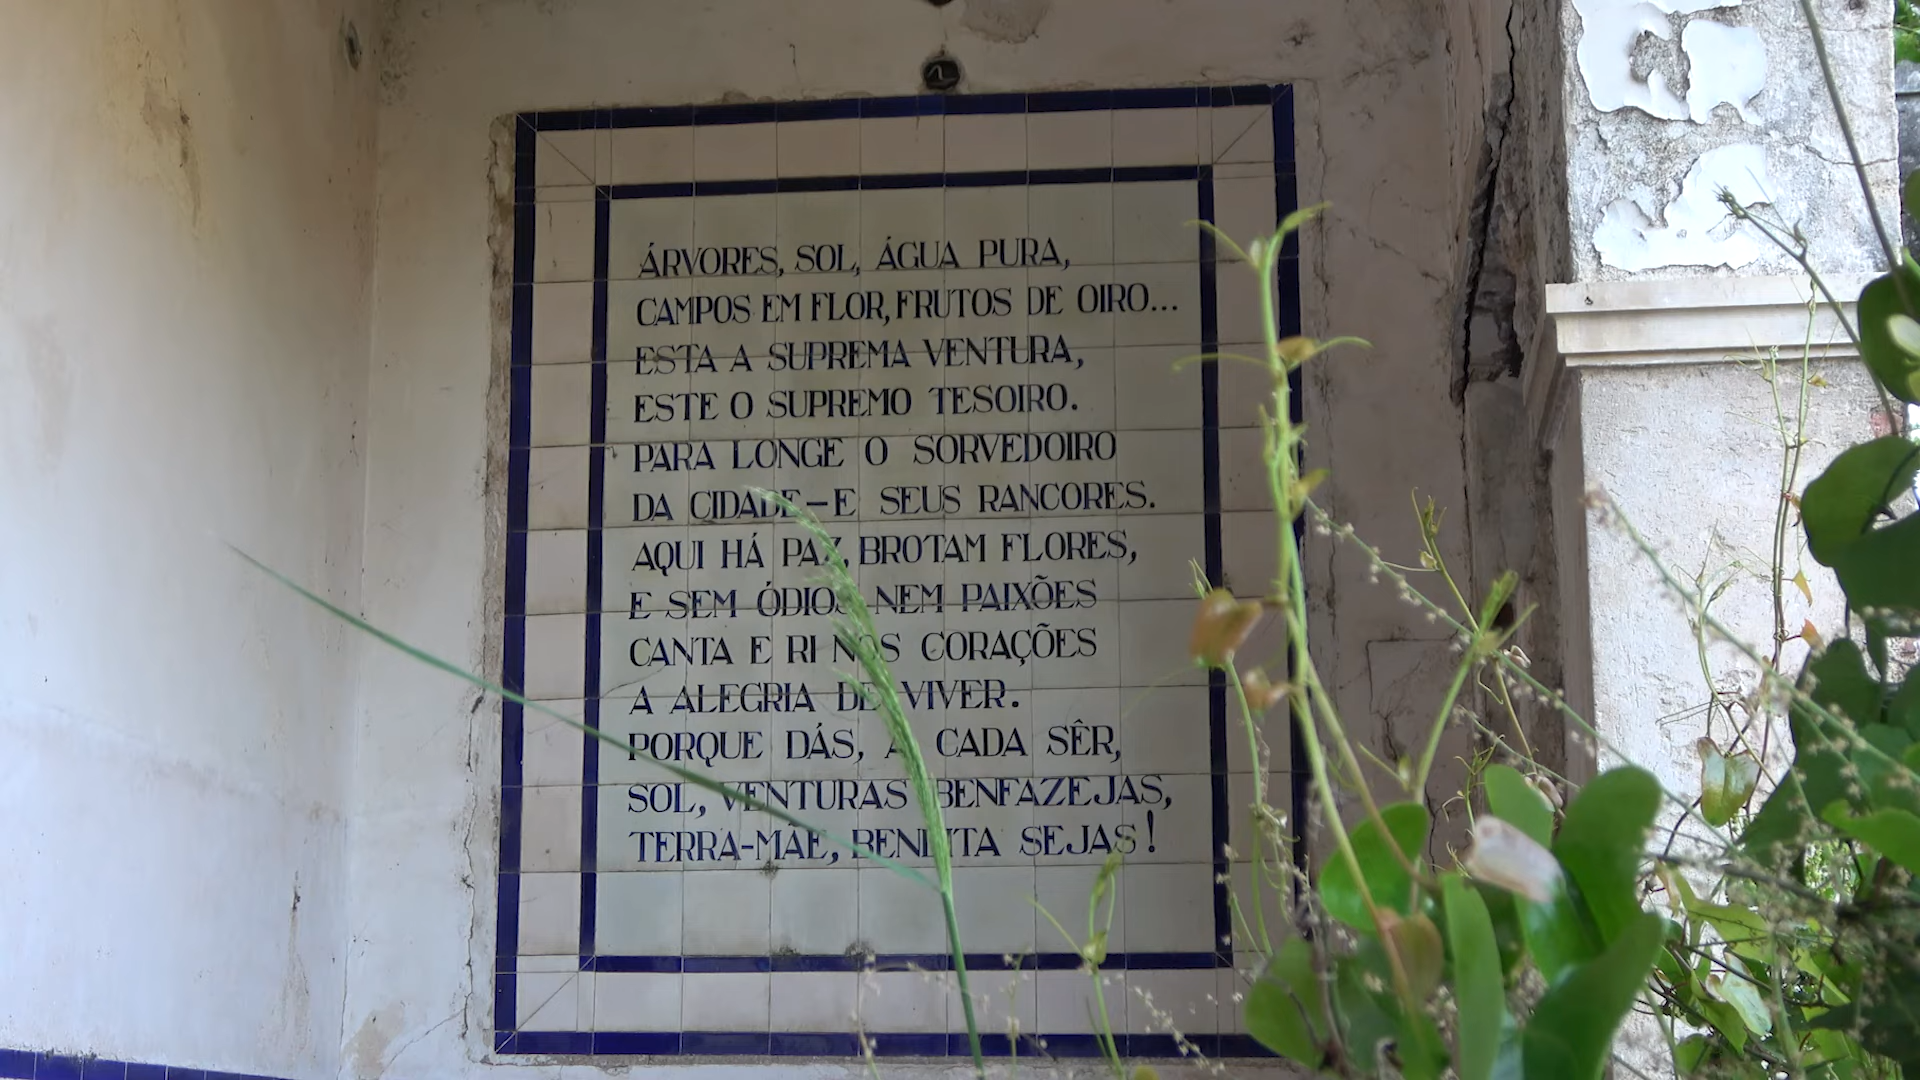 ÁRVORES, SOL, ÁGUA PURA,
CAMPOS EM FLOR, FRUTOS DE OIRO...
ESTA A SUPREMA VENTURA,
ESTE O SUPREMO TESOIRO.
PARA LONGE O SORVEDOIRO
DA CIDADE—E SEUS RANCORES.
AQUI HÁ PAZ, BROTAM FLORES,
E SEM ÓDIOS NEM PAIXÕES
CANTA E RI NOS CORAÇÕES
A ALEGRIA DE VIVER.
PORQUE DÁS, A CADA SÊR,
SOL, VENTURAS BENFAZEJAS,
TERRA-MÃE, BENDITA SEJAS!